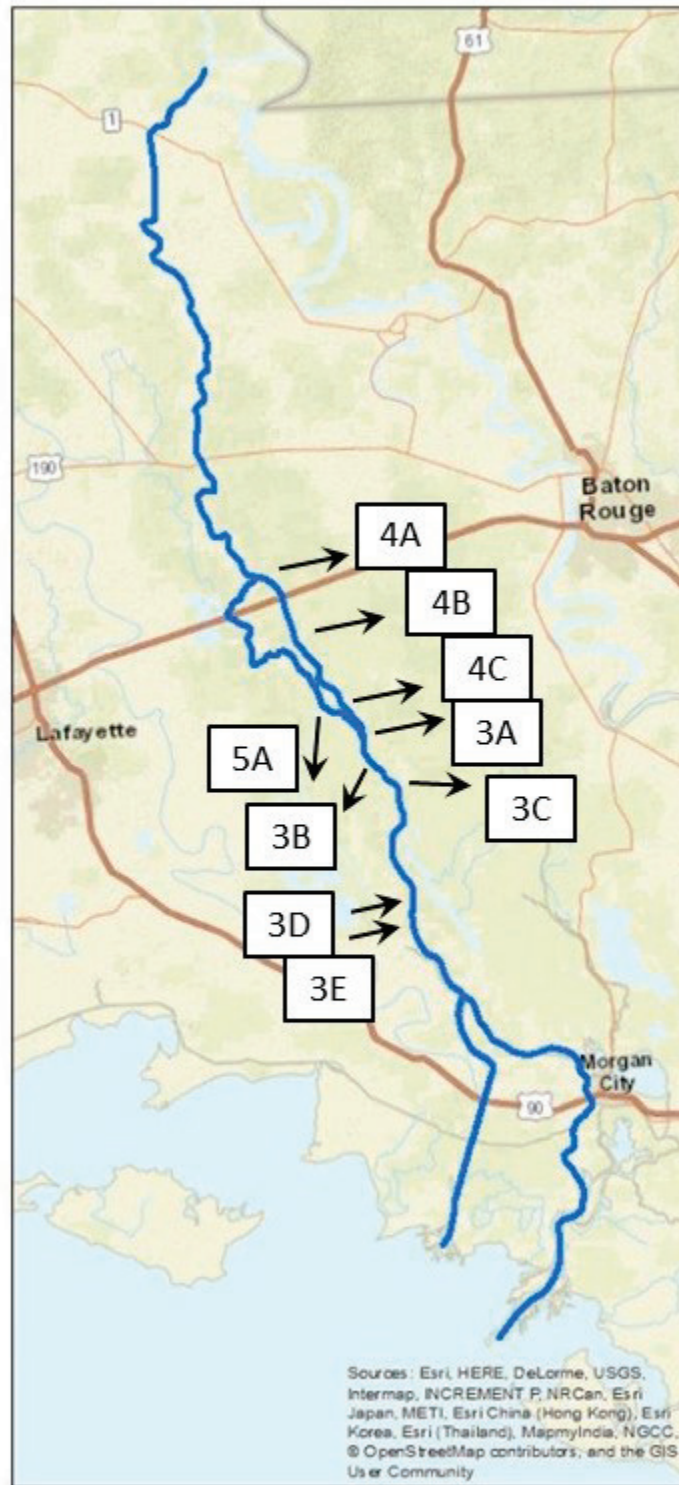 61
1
190
Baton
Rouge
4A
4B
4C
3A
Lafayette
5A
3C
3B
3D
3E
Morgan
City
90
Sources: Esri, HERE, DeLorme, USGS,
Intermap, INCREMENT P, NRCan, Esri
Japan, METI, Esri China (Hong Kong), Esri
Korea, Esri (Thailand), MapmyIndia, NGCC,
© OpenStreetMap contributors, and the GIS
User Community